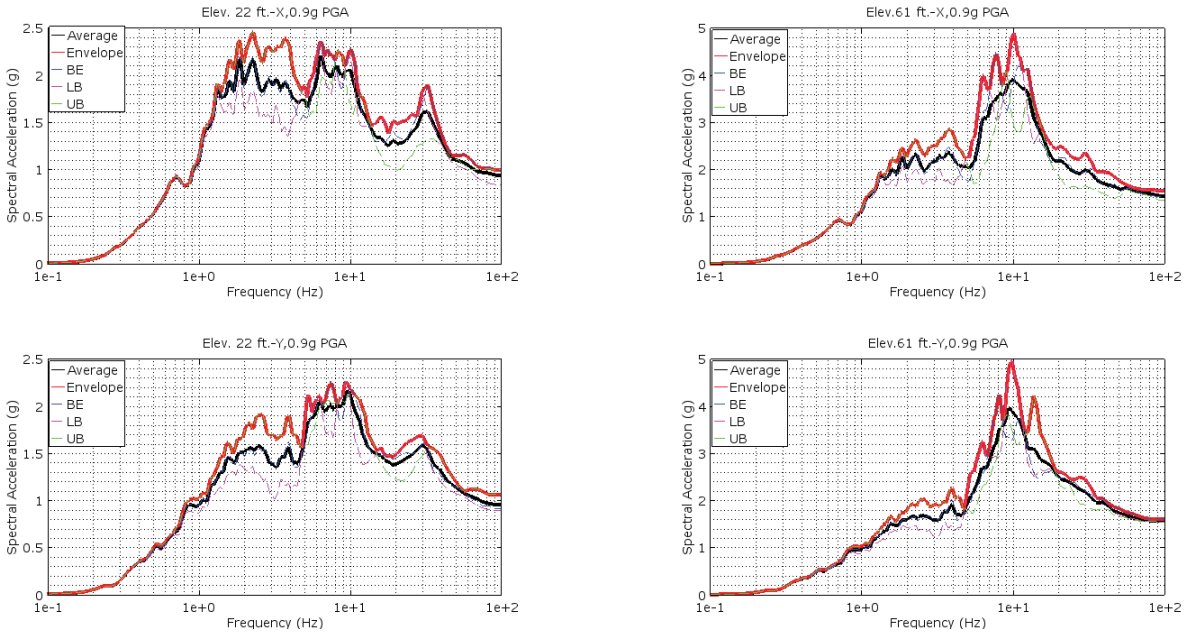 Elev. 22 ft.-X,0.9g PGA
Spectral Acceleration (g)
2.5
2
1.5
1
0.5
0
Average
Envelope
BE
LB
UB
1e-1
1e+0
1e+1
1e+2
Frequency (Hz)
Elev.61 ft.-X,0.9g PGA
Spectral Acceleration (g)
5
4
3
2
1
0
Average
Envelope
BE
LB
UB
1e-1
1e+0
1e+1
1e+2
Frequency (Hz)
Elev. 22 ft.-Y,0.9g PGA
Spectral Acceleration (g)
2.5
2
1.5
1
0.5
0
Average
Envelope
BE
LB
UB
1e-1
1e+0
1e+1
1e+2
Frequency (Hz)
Elev.61 ft.-Y,0.9g PGA
Spectral Acceleration (g)
5
4
3
2
1
0
Average
Envelope
BE
LB
UB
1e-1
1e+0
1e+1
1e+2
Frequency (Hz)